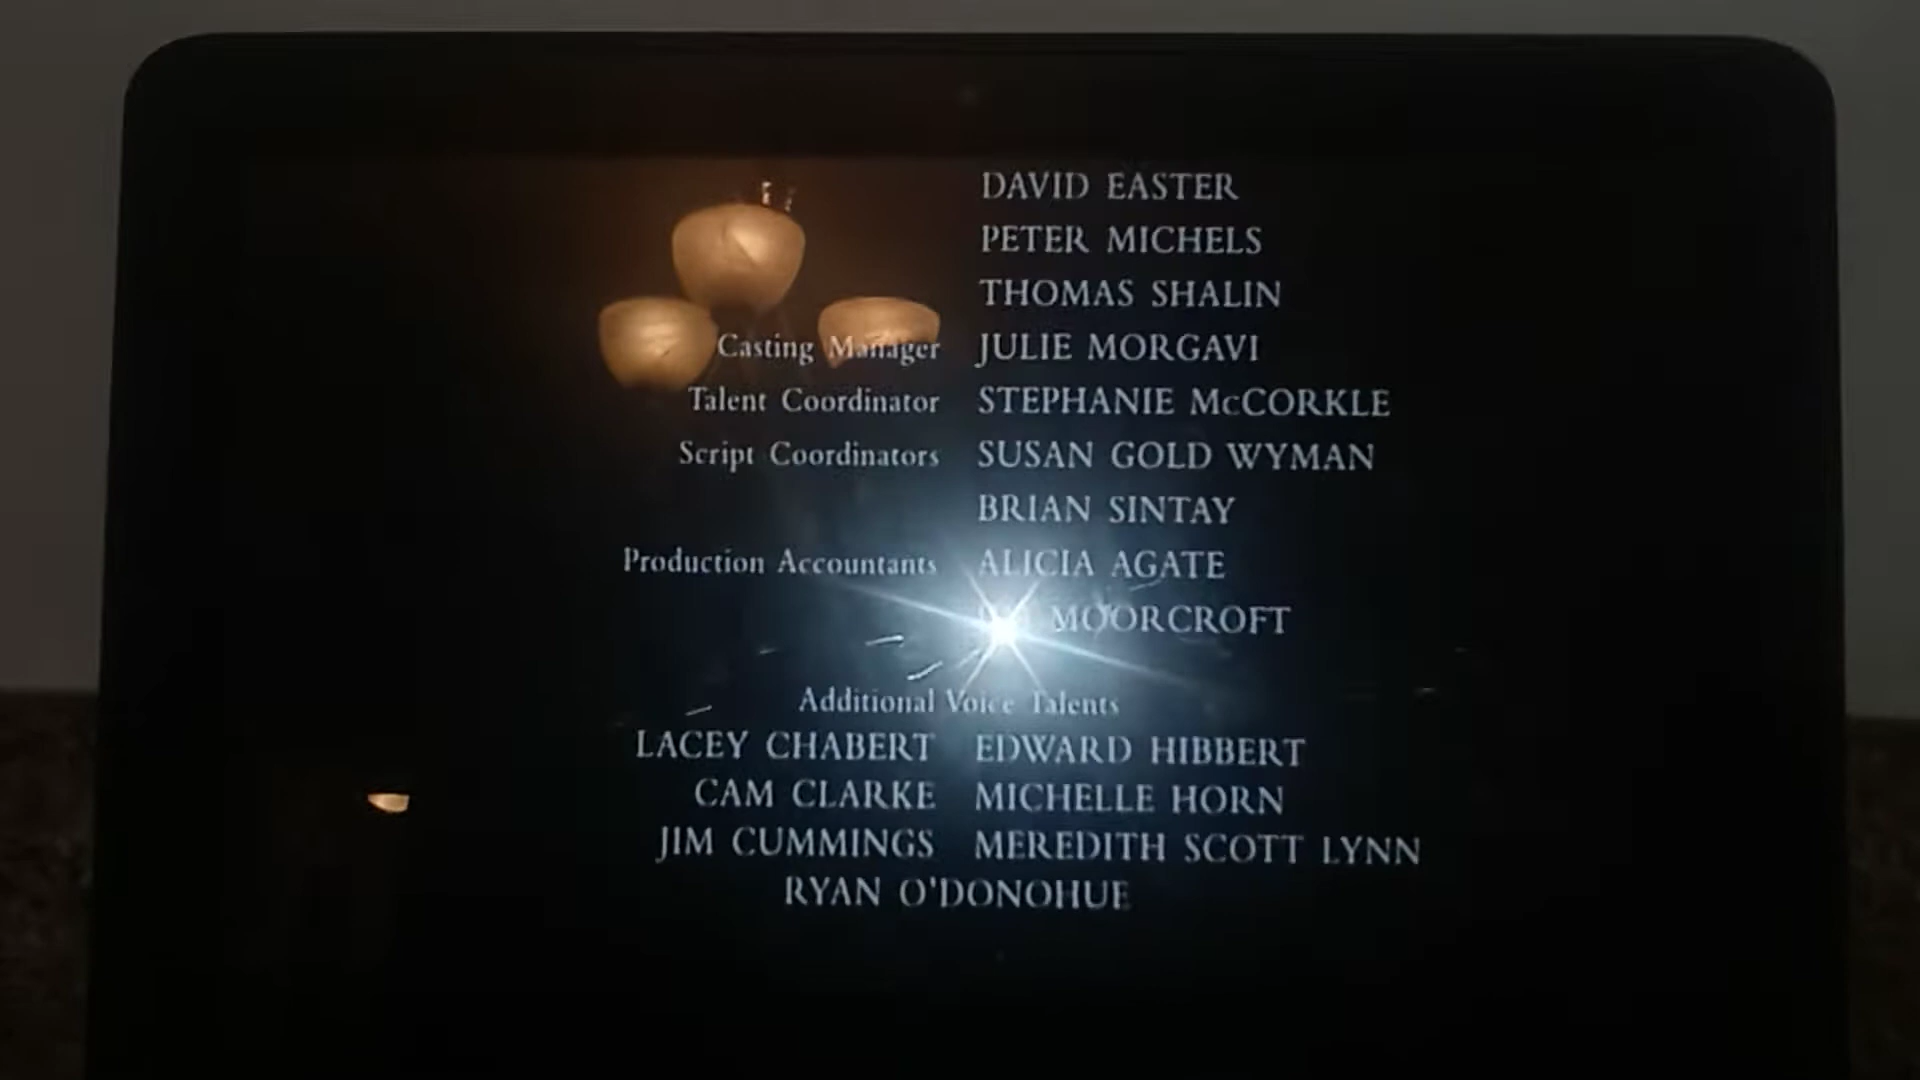 DAVID EASTER
PETER MICHELS
THOMAS SHALIN
Casting Manager JULIE MORGAVI
Talent Coordinator STEPHANIE McCORKLE
Script Coordinators SUSAN GOLD WYMAN
BRIAN SINTAY
Production Accountants ALICIA AGATE
MOORCROFT
Additional Voice Talents
LACEY CHABERT EDWARD HIBBERT
CAM CLARKE MICHELLE HORN
JIM CUMMINGS MEREDITH SCOTT LYNN
RYAN O'DONOHUE